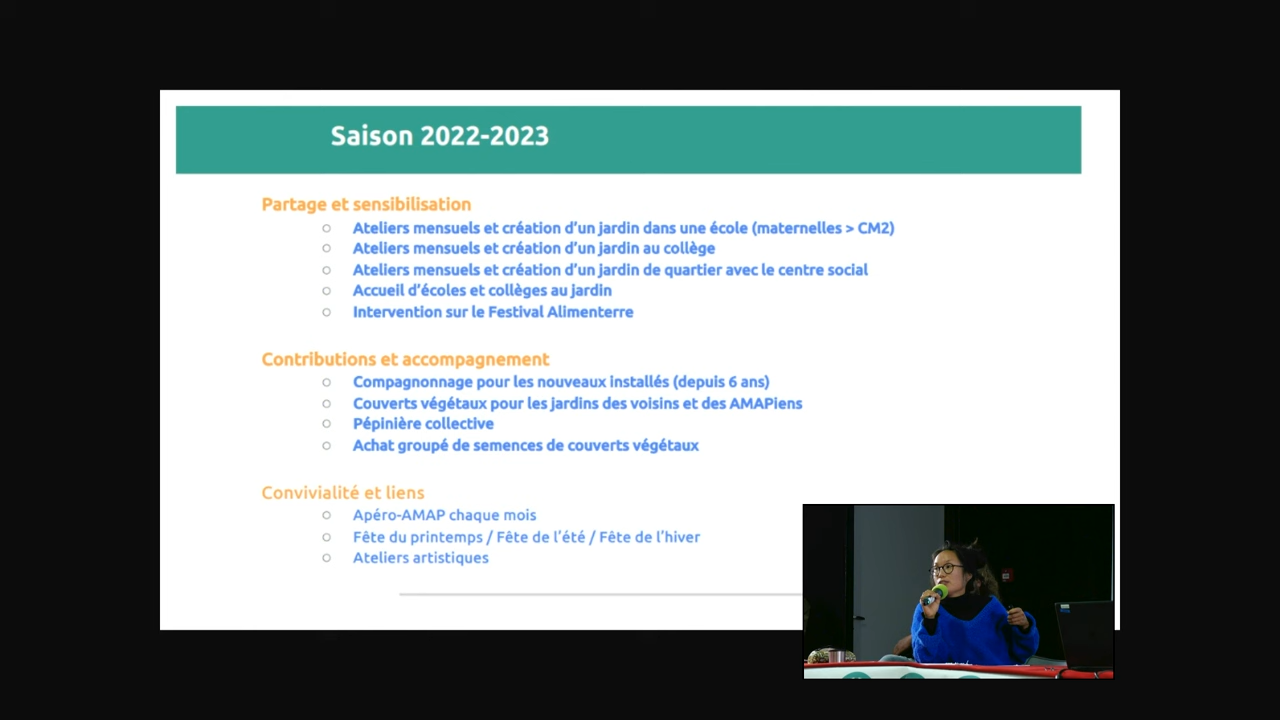 Saison 2022-2023
Partage et sensibilisation
Ateliers mensuels et création d'un jardin dans une école (maternelles > CM2)
Ateliers mensuels et création d'un jardin au collège
Ateliers mensuels et création d'un jardin de quartier avec le centre social
Accueil d'écoles et collèges au jardin
Intervention sur le Festival Alimenterre
Contributions et accompagnement
Compagnonnage pour les nouveaux installés (depuis 6 ans)
Couverts végétaux pour les jardins des voisins et des AMAPiens
Pépinière collective
Achat groupé de semences de couverts végétaux
Convivialité et liens
Apéro-AMAP chaque mois
Fête du printemps / Fête de l'été / Fête de l'hiver
Ateliers artistiques